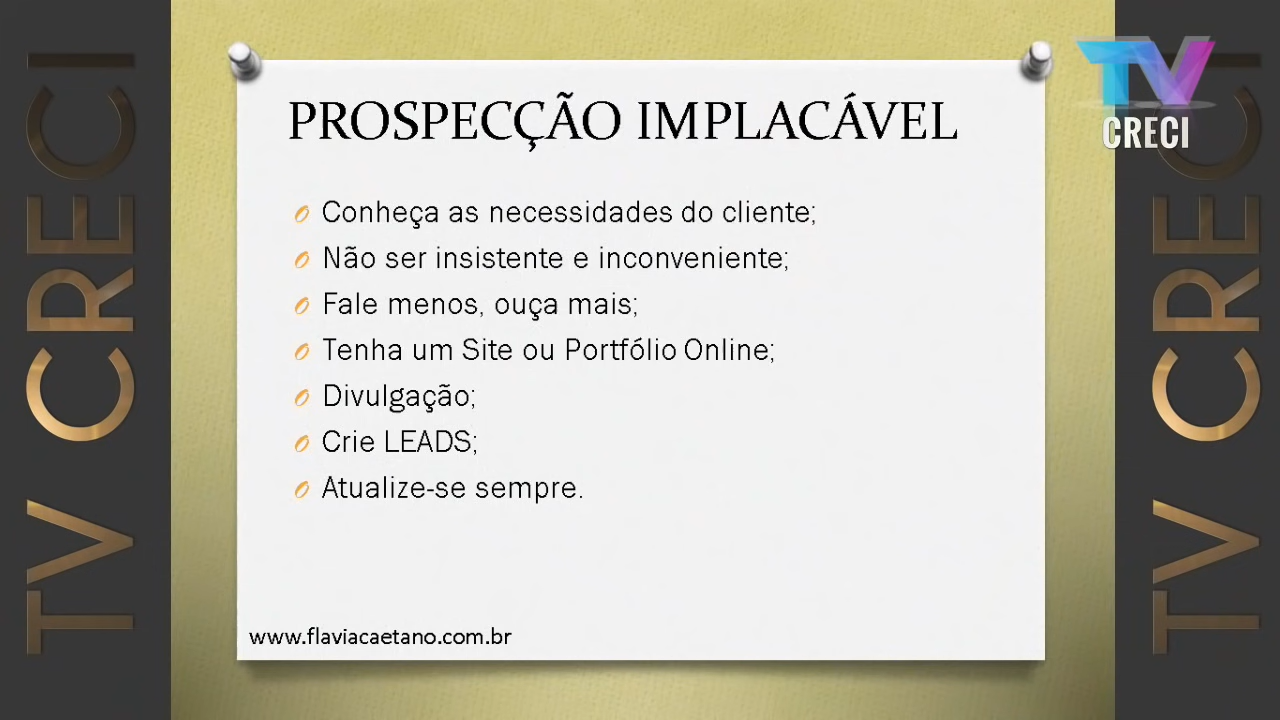 TV CRECI
PROSPECÇÃO IMPLACÁVEL
TV
CRECI
Conheça as necessidades do cliente;
Não ser insistente e inconveniente;
Fale menos, ouça mais;
Tenha um Site ou Portfólio Online;
Divulgação;
Crie LEADS;
Atualize-se sempre.
www.flaviacaetano.com.br
TV CRECI